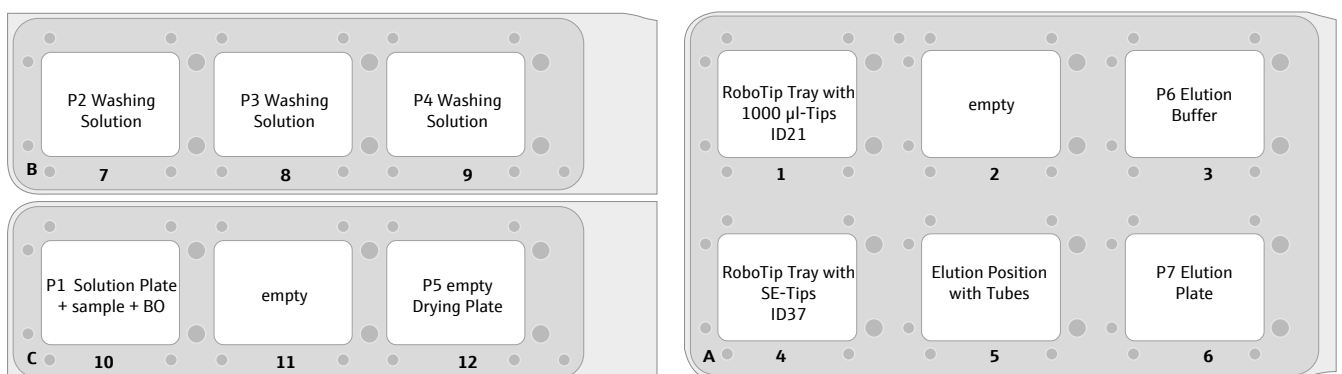 P2 Washing
Solution
P3 Washing
Solution
P4 Washing
Solution
B
7
8
9
P1 Solution Plate
+ sample + BO
empty
P5 empty
Drying Plate
C
10
11
12
RoboTip Tray with
1000 µl-Tips
ID21
empty
P6 Elution
Buffer
1
2
3
RoboTip Tray with
SE-Tips
ID37
Elution Position
with Tubes
P7 Elution
Plate
A
4
5
6